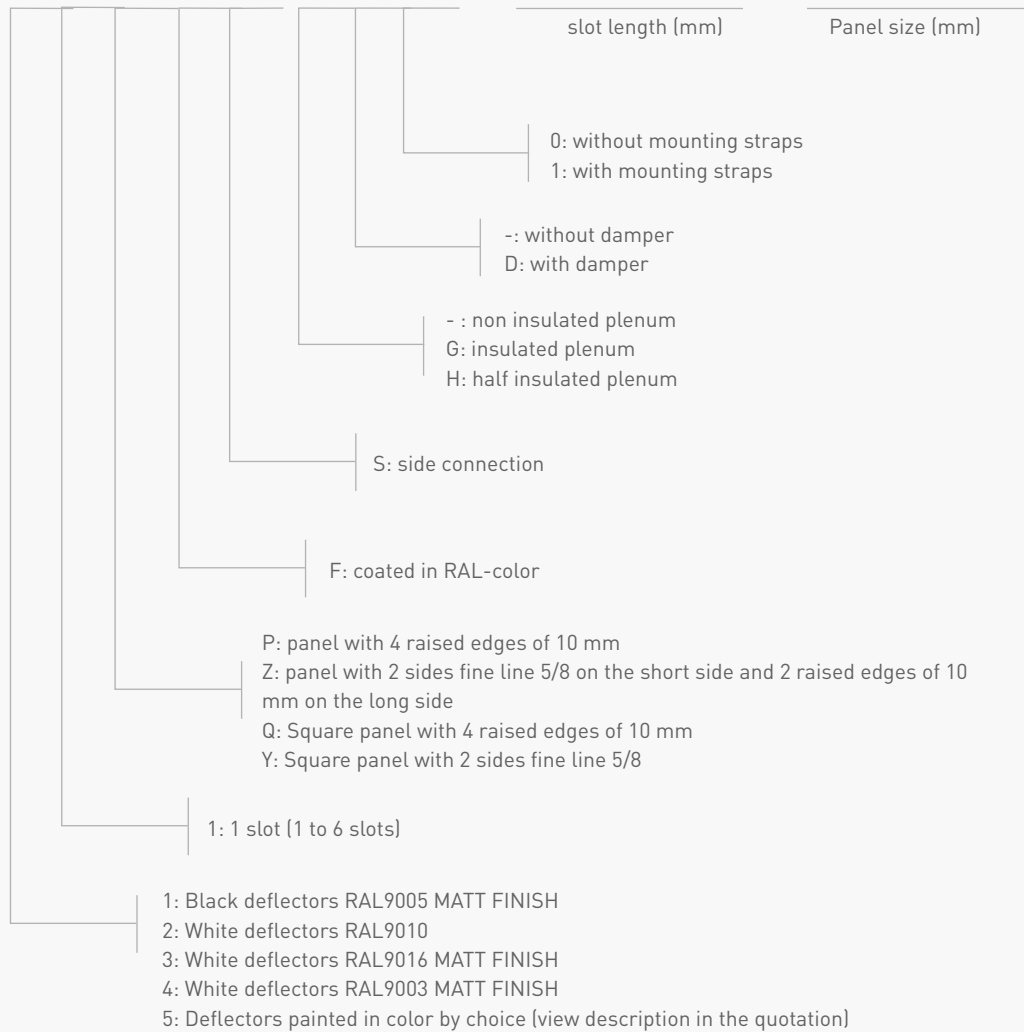 slot length (mm) Panel size (mm)
0: without mounting straps
1: with mounting straps
-: without damper
D: with damper
- : non insulated plenum
G: insulated plenum
H: half insulated plenum
S: side connection
F: coated in RAL-color
P: panel with 4 raised edges of 10 mm
Z: panel with 2 sides fine line 5/8 on the short side and 2 raised edges of 10
mm on the long side
Q: Square panel with 4 raised edges of 10 mm
Y: Square panel with 2 sides fine line 5/8
1: 1 slot (1 to 6 slots)
1: Black deflectors RAL9005 MATT FINISH
2: White deflectors RAL9010
3: White deflectors RAL9016 MATT FINISH
4: White deflectors RAL9003 MATT FINISH
5: Deflectors painted in color by choice (view description in the quotation)